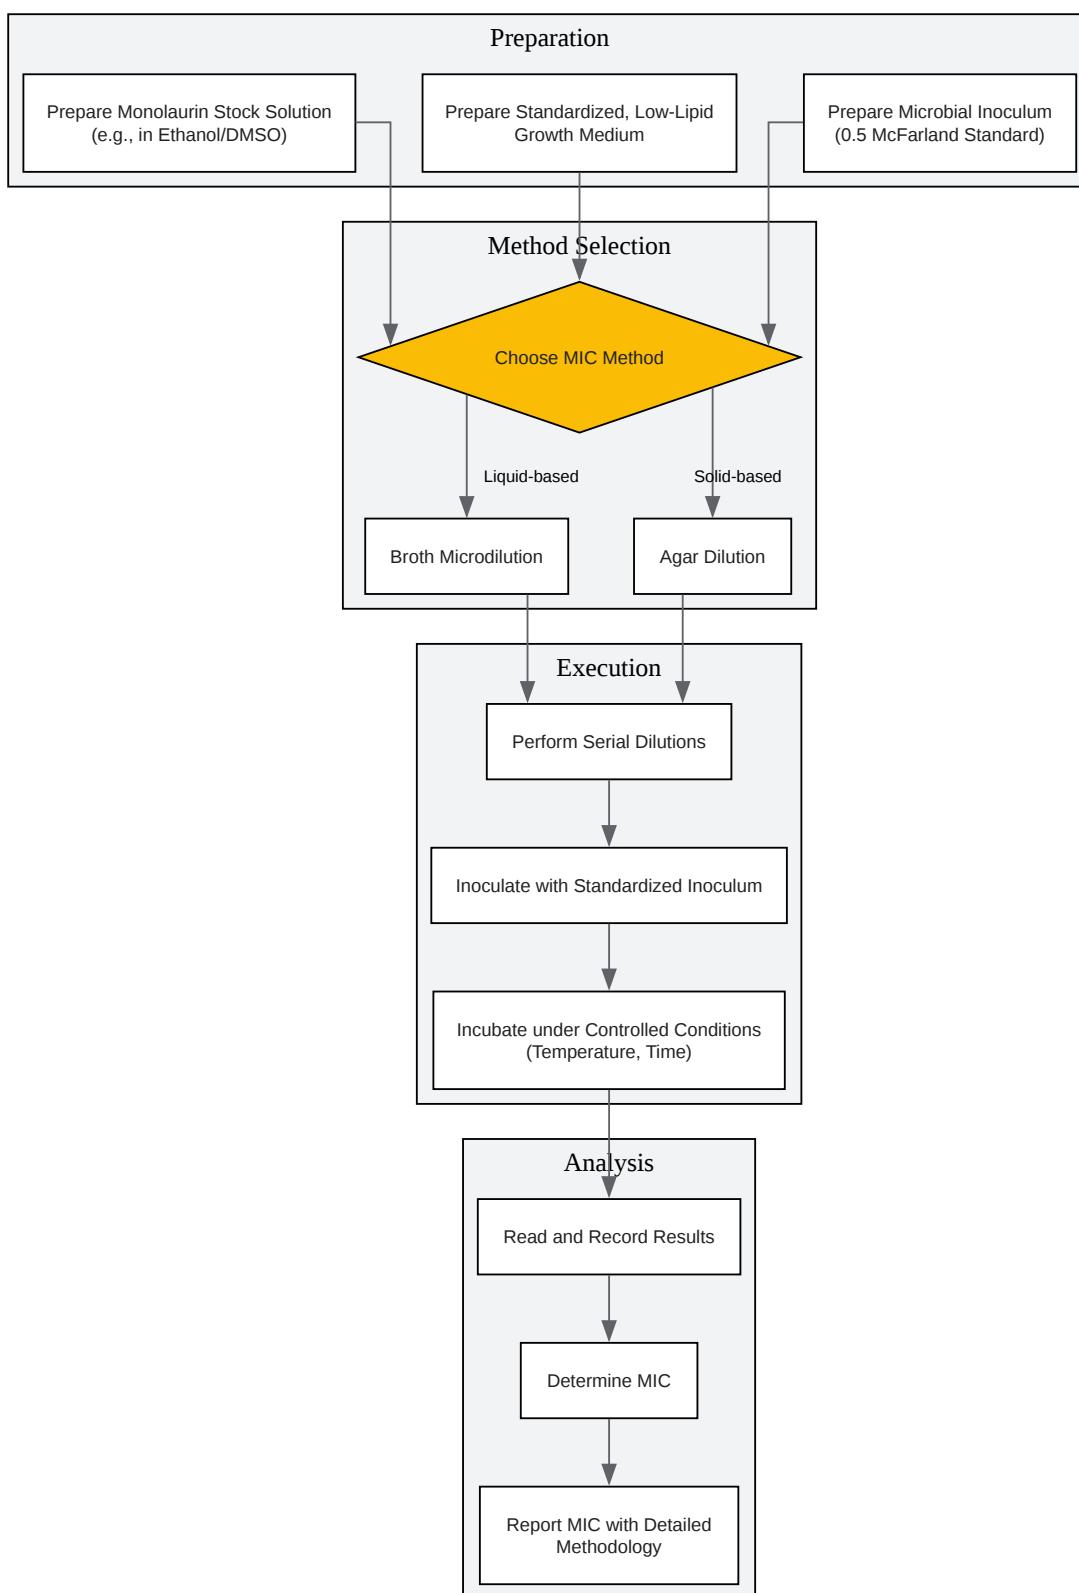 Preparation
Prepare Monolaurin Stock Solution
(e.g., in Ethanol/DMSO)
Prepare Standardized, Low-Lipid
Growth Medium
Prepare Microbial Inoculum
(0.5 McFarland Standard)
Method Selection
Choose MIC Method
Liquid-based
Solid-based
Broth Microdilution
Agar Dilution
Execution
Perform Serial Dilutions
Inoculate with Standardized Inoculum
Incubate under Controlled Conditions
(Temperature, Time)
Analysis
Read and Record Results
Determine MIC
Report MIC with Detailed
Methodology